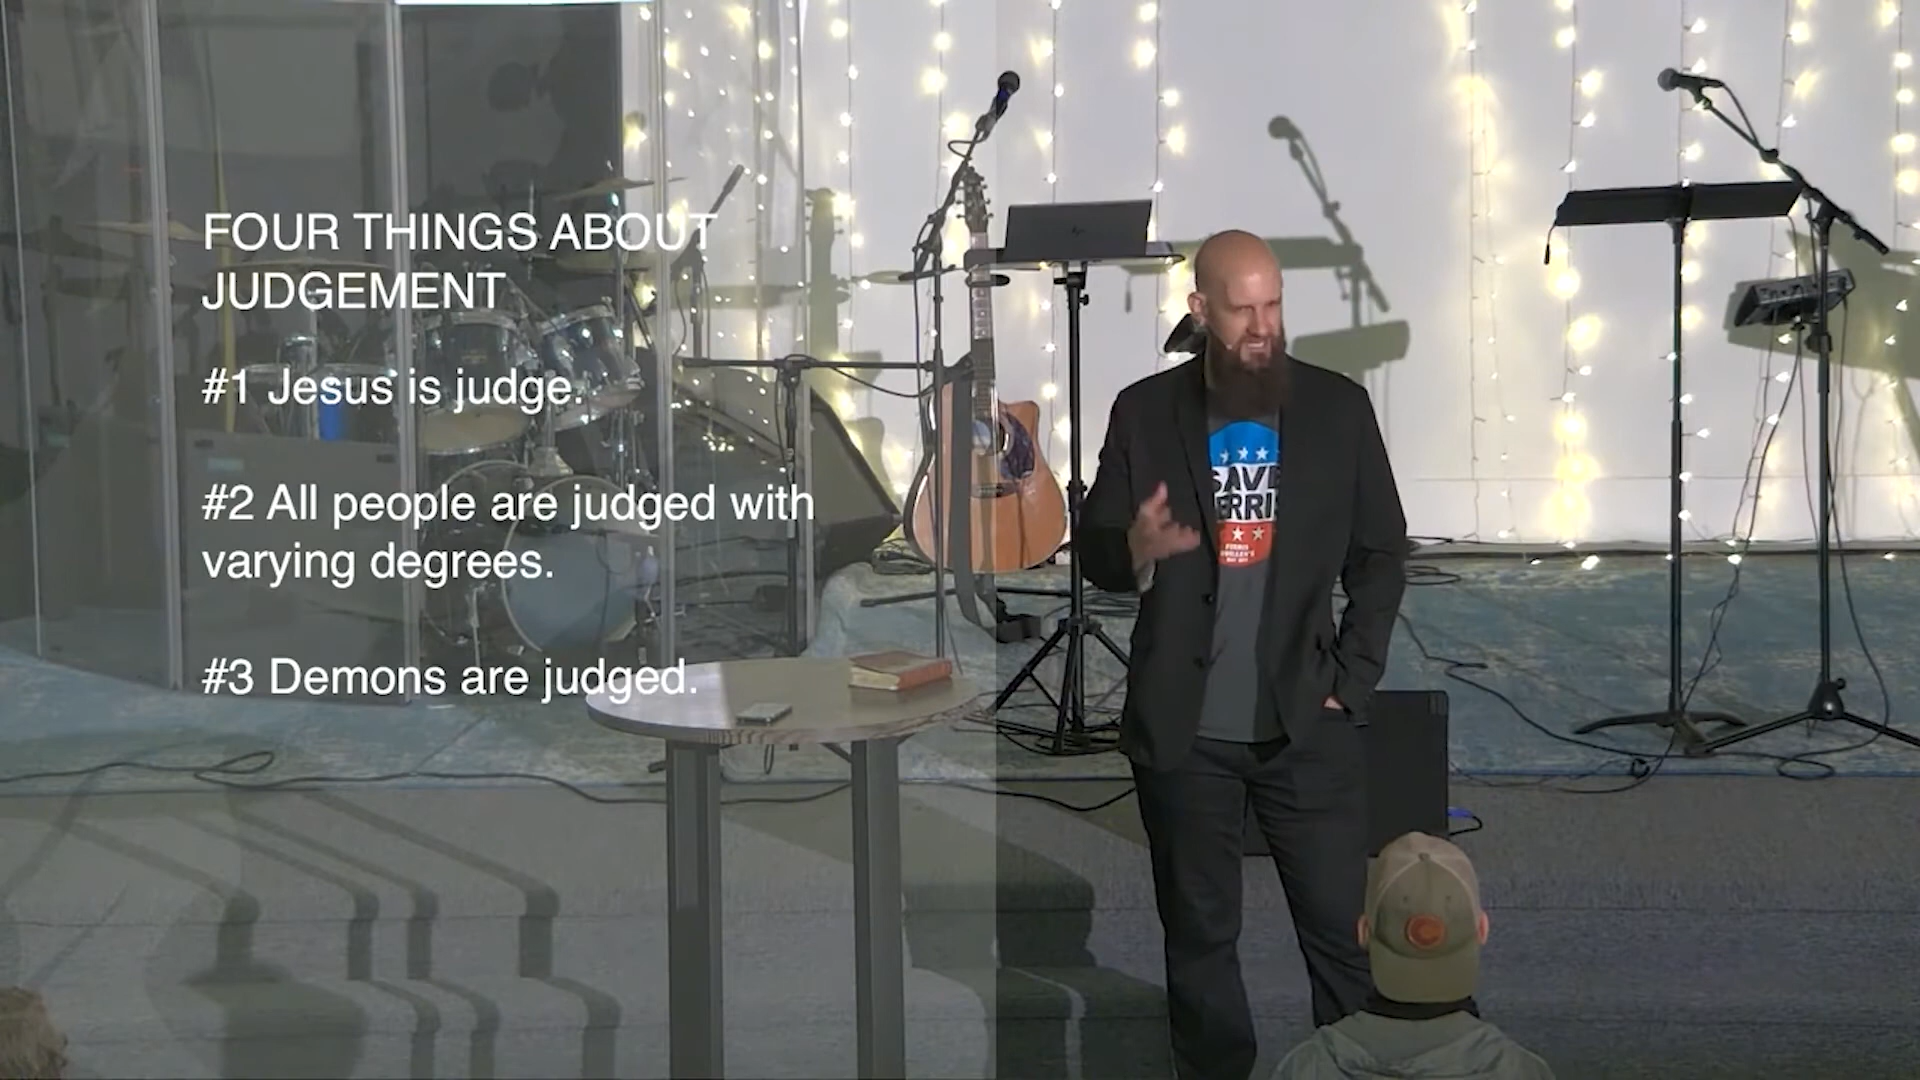 FOUR THINGS ABOUT
JUDGEMENT
#1 Jesus is judge.
#2 All people are judged with
varying degrees.
#3 Demons are judged.
SAVE
FERRIS